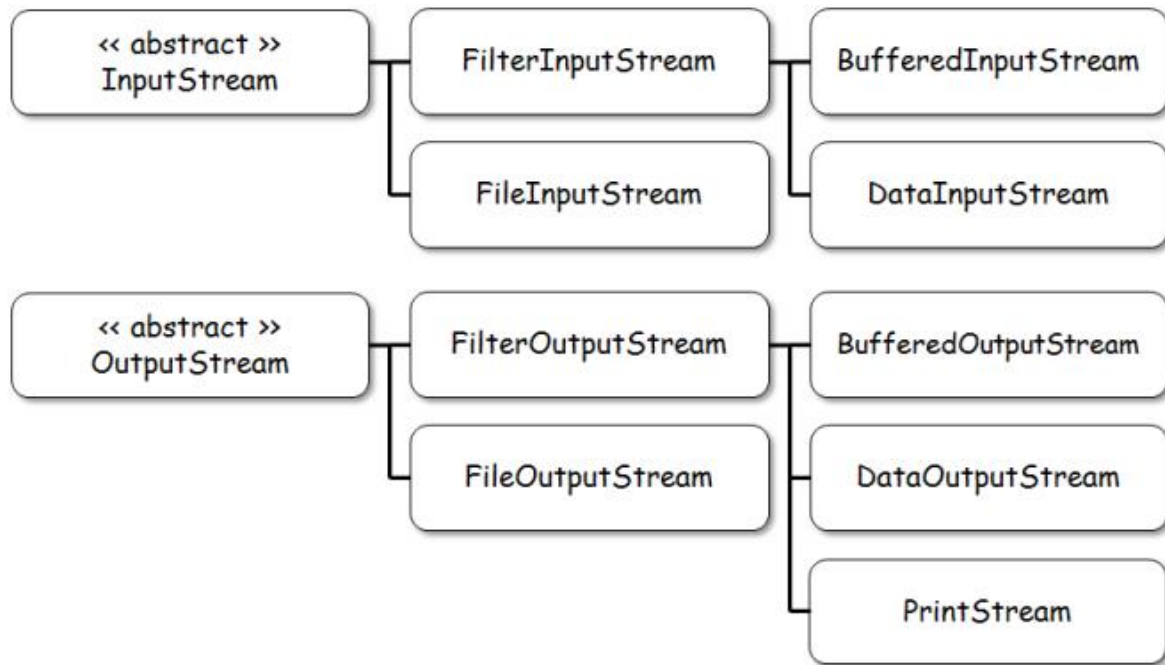 << abstract >>
InputStream
FilterInputStream
BufferedInputStream
FileInputStream
DataInputStream
<< abstract >>
OutputStream
FilterOutputStream
BufferedOutputStream
FileOutputStream
DataOutputStream
PrintStream